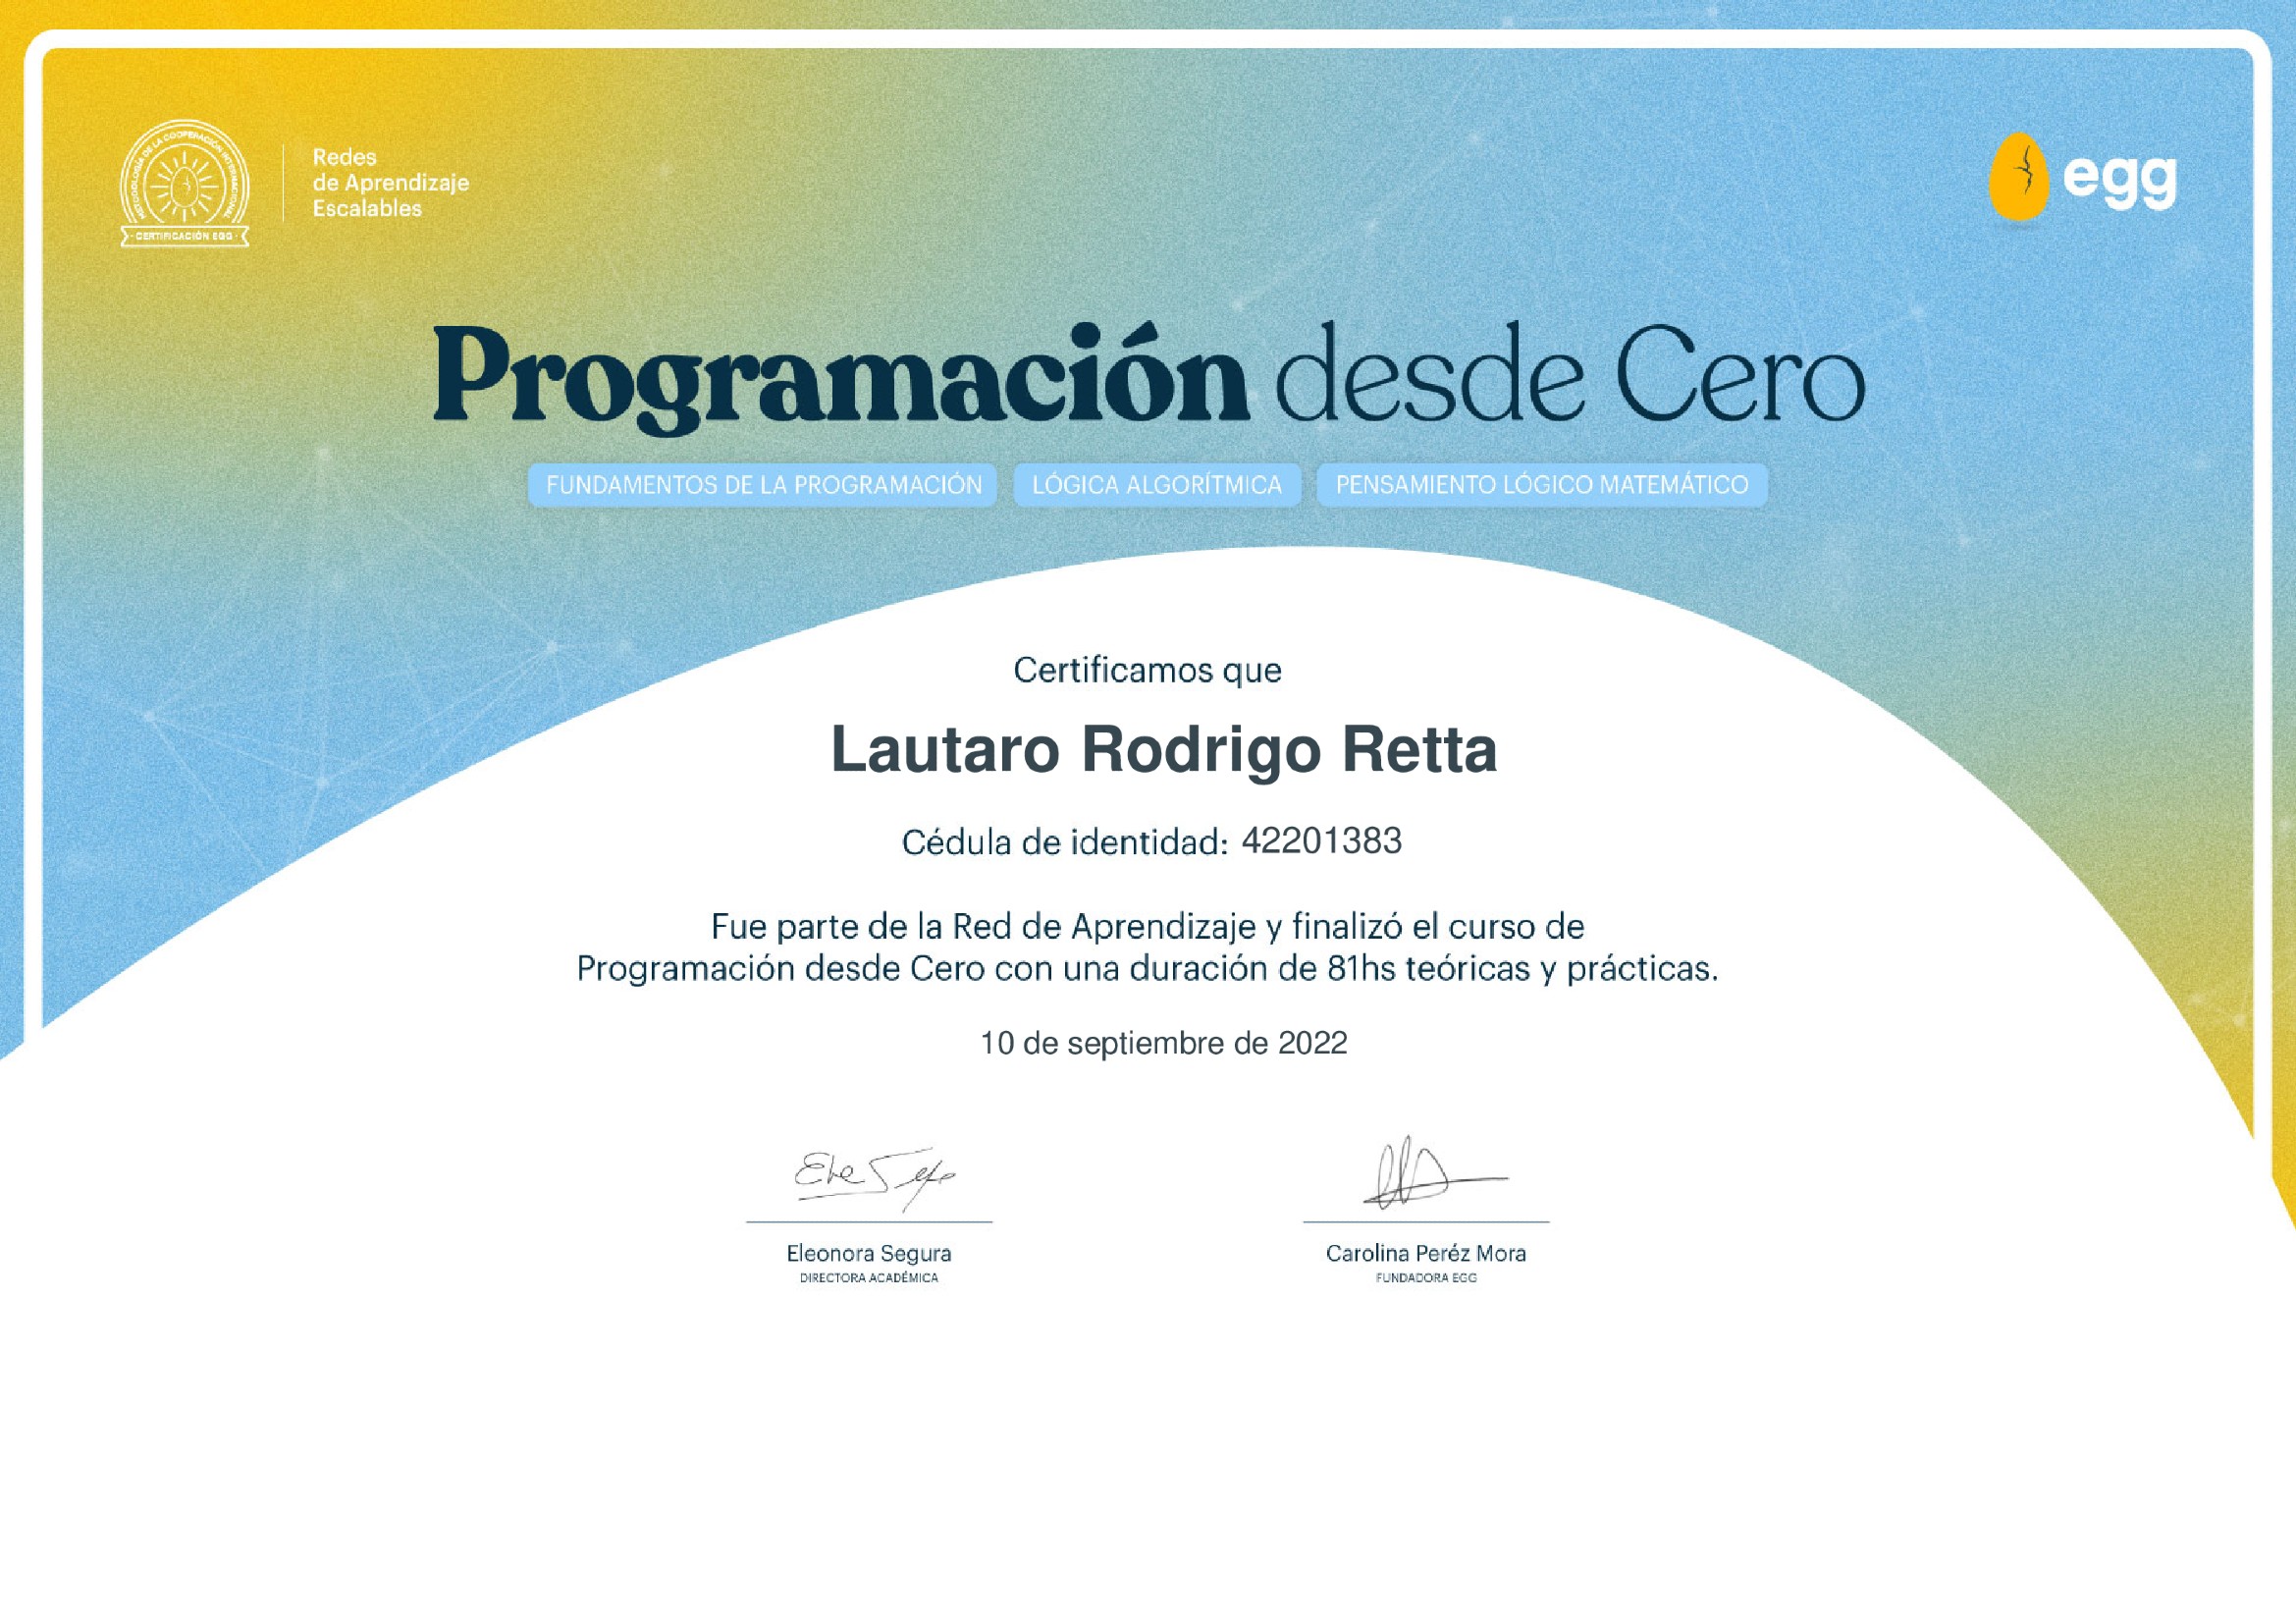 METODOLOGÍA DE LA COOPERACIÓN INTERNACIONAL
· CERTIFICACIÓN EGG ·
Redes
de Aprendizaje
Escalables
egg
Programación desde Cero
FUNDAMENTOS DE LA PROGRAMACIÓN LÓGICA ALGORÍTMICA PENSAMIENTO LÓGICO MATEMÁTICO
Certificamos que
Lautaro Rodrigo Retta
Cédula de identidad: 42201383
Fue parte de la Red de Aprendizaje y finalizó el curso de
Programación desde Cero con una duración de 81hs teóricas y prácticas.
10 de septiembre de 2022
Eleonora Segura
DIRECTORA ACADÉMICA
Carolina Peréz Mora
FUNDADORA EGG